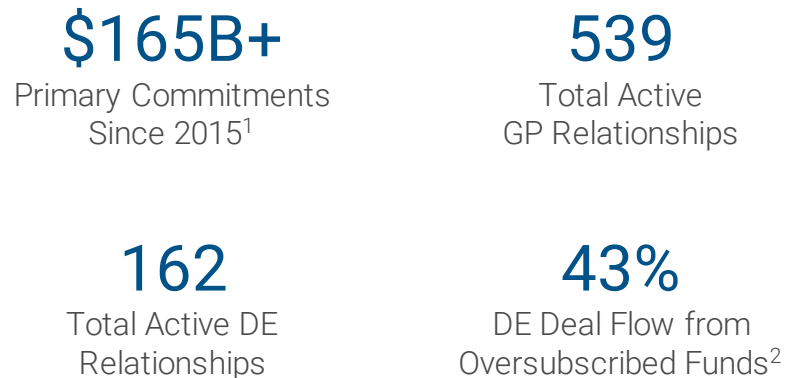 $165B+
Primary Commitments
Since 2015¹
539
Total Active
GP Relationships
162
Total Active DE
Relationships
43%
DE Deal Flow from
Oversubscribed Funds²